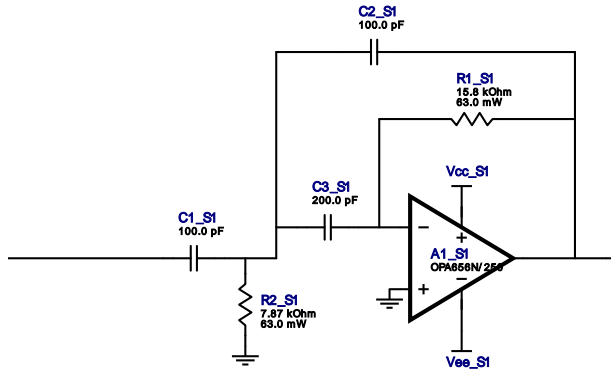 C2_S1
100.0 pF
R1_S1
15.8 kOhm
63.0 mW
Vcc_S1
C3_S1
200.0 pF
C1_S1
100.0 pF
A1_S1
OPA656N/250
R2_S1
7.87 kOhm
63.0 mW
Vee_S1